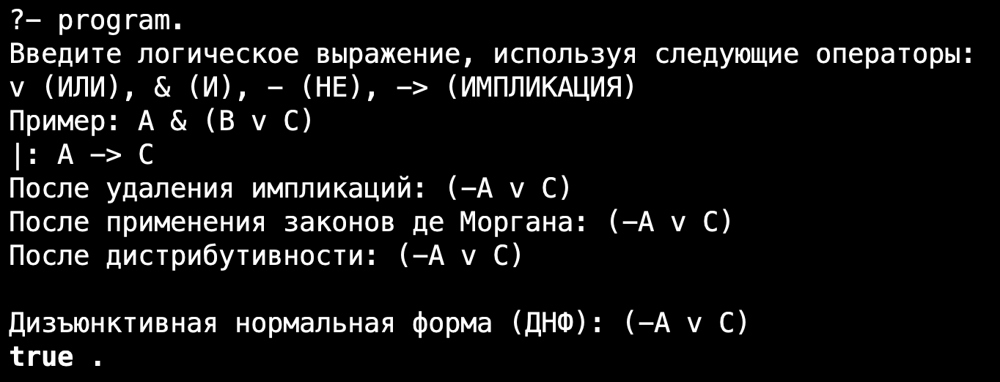 ?- program.
Введите логическое выражение, используя следующие операторы:
v (ИЛИ), & (И), - (НЕ), -> (ИМПЛИКАЦИЯ)
Пример: A & (B v C)
|: A -> C
После удаления импликаций: (-A v C)
После применения законов де Моргана: (-A v C)
После дистрибутивности: (-A v C)
Дизъюнктивная нормальная форма (ДНФ): (-A v C)
true .